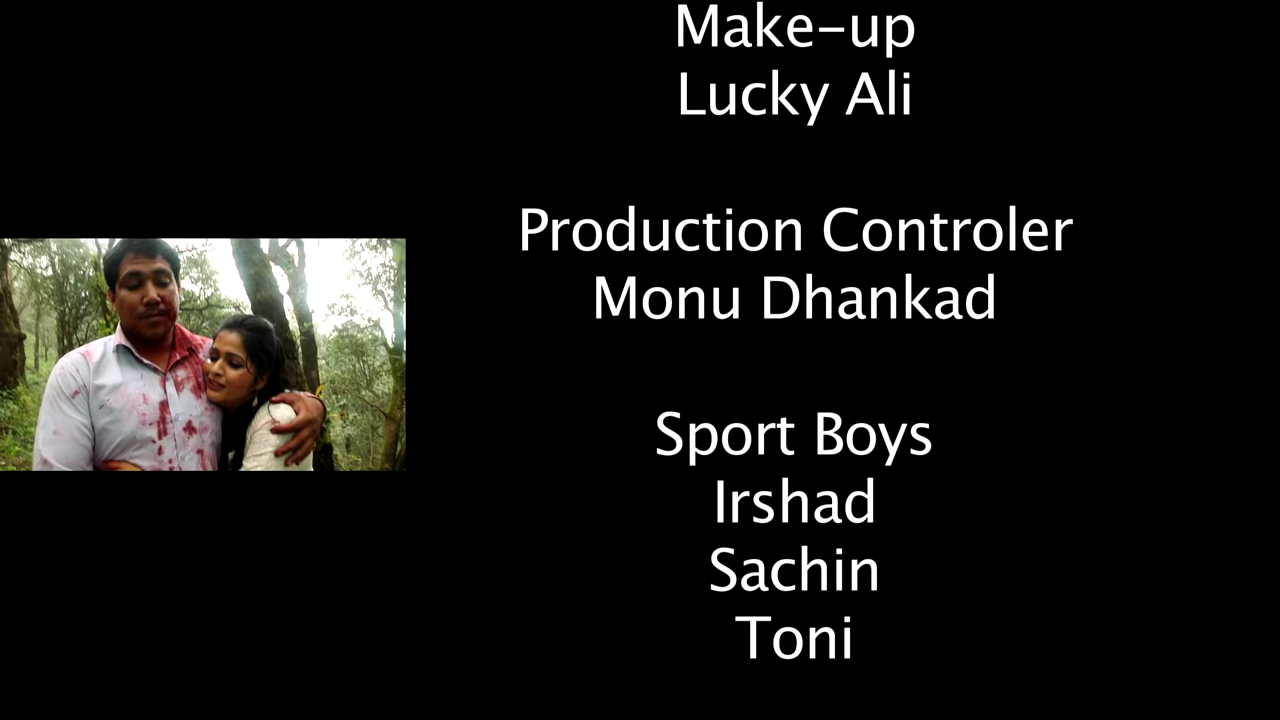 Make-up
Lucky Ali
Production Controler
Monu Dhankad
Sport Boys
Irshad
Sachin
Toni